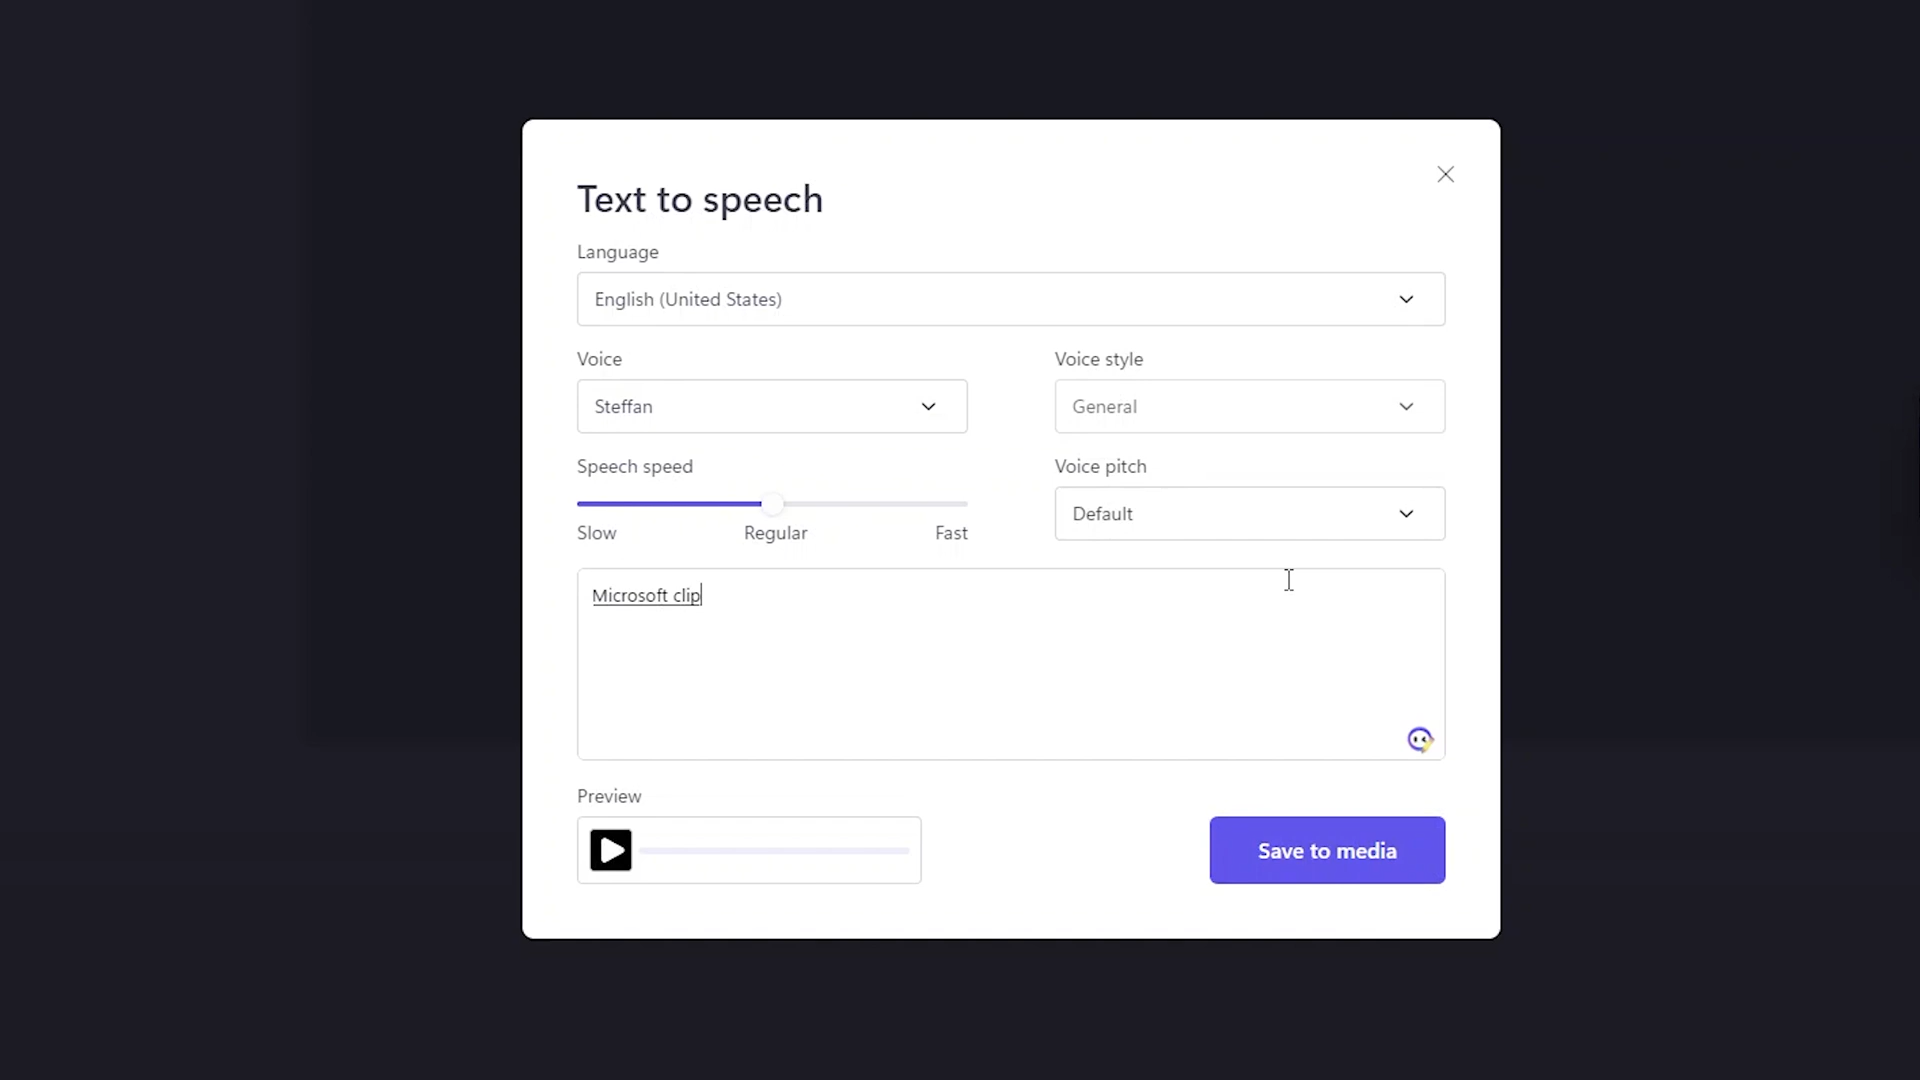 Text to speech
Language
English (United States)
Voice
Voice style
Steffan
General
Speech speed
Voice pitch
Default
Slow
Regular
Fast
Microsoft clip
Preview
Save to media